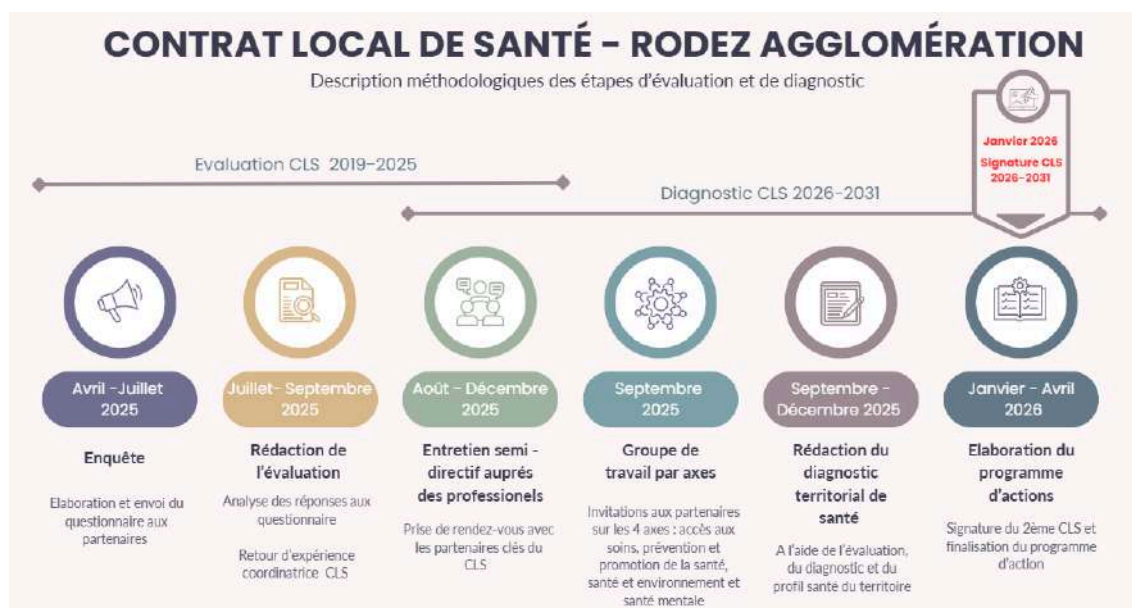 CONTRAT LOCAL DE SANTÉ – RODEZ AGGLOMÉRATION
Description méthodologiques des étapes d'évaluation et de diagnostic
Janvier 2026
Signature CLS
2026-2031
Evaluation CLS 2019-2025
Diagnostic CLS 2026-2031
Avril -Juillet
2025
Enquête
Elaboration et envoi du
questionnaire aux
partenaires
Juillet- Septembre
2025
Rédaction de
l'évaluation
Analyse des réponses aux
questionnaire
Retour d'expérience
coordinatrice CLS
Août - Décembre
2025
Entretien semi -
directif auprés
des professionels
Prise de rendez-vous avec
les partenaires clés du
CLS
Septembre
2025
Groupe de
travail par axes
Invitations aux partenaires
sur les 4 axes : accès aux
soins, prévention et
promotion de la santé,
santé et environnement et
santé mentale
Septembre -
Décembre 2025
Rédaction du
diagnostic
territorial de
santé
A l'aide de l'évaluation,
du diagnostic et du
profil santé du territoire
Janvier - Avril
2026
Elaboration du
programme
d'actions
Signature du 2ème CLS et
finalisation du programme
d'action